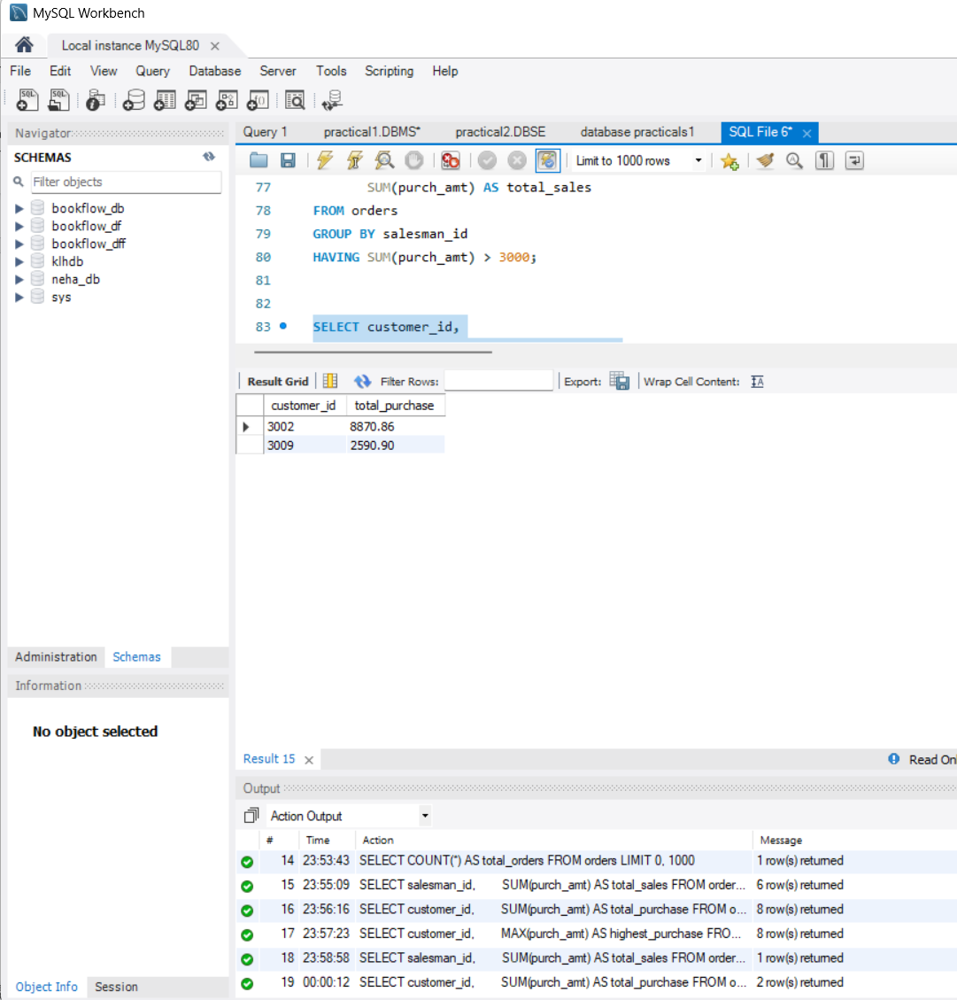 MySQL Workbench
Local instance MySQL80
File Edit View Query Database Server Tools Scripting Help
Navigator
SCHEMAS
Filter objects
bookflow_db
bookflow_df
bookflow_dff
klhdb
neha_db
sys
Administration Schemas
Information
No object selected
Object Info Session
Query 1 practical1.DBMS* practical2.DBSE database practicals1 SQL File 6*
Limit to 1000 rows
77 SUM(purch_amt) AS total_sales
78 FROM orders
79 GROUP BY salesman_id
80 HAVING SUM(purch_amt) > 3000;
81
82
83 SELECT customer_id,
Result Grid Filter Rows: Export: Wrap Cell Content:
customer_id total_purchase
3002 8870.86
3009 2590.90
Result 15 Read Onl
Output
Action Output
# Time Action Message
14 23:53:43 SELECT COUNT(*) AS total_orders FROM orders LIMIT 0, 1000 1 row(s) returned
15 23:55:09 SELECT salesman_id, SUM(purch_amt) AS total_sales FROM order... 6 row(s) returned
16 23:56:16 SELECT customer_id, SUM(purch_amt) AS total_purchase FROM o... 8 row(s) returned
17 23:57:23 SELECT customer_id, MAX(purch_amt) AS highest_purchase FRO... 8 row(s) returned
18 23:58:58 SELECT salesman_id, SUM(purch_amt) AS total_sales FROM order... 1 row(s) returned
19 00:00:12 SELECT customer_id, SUM(purch_amt) AS total_purchase FROM o... 2 row(s) returned